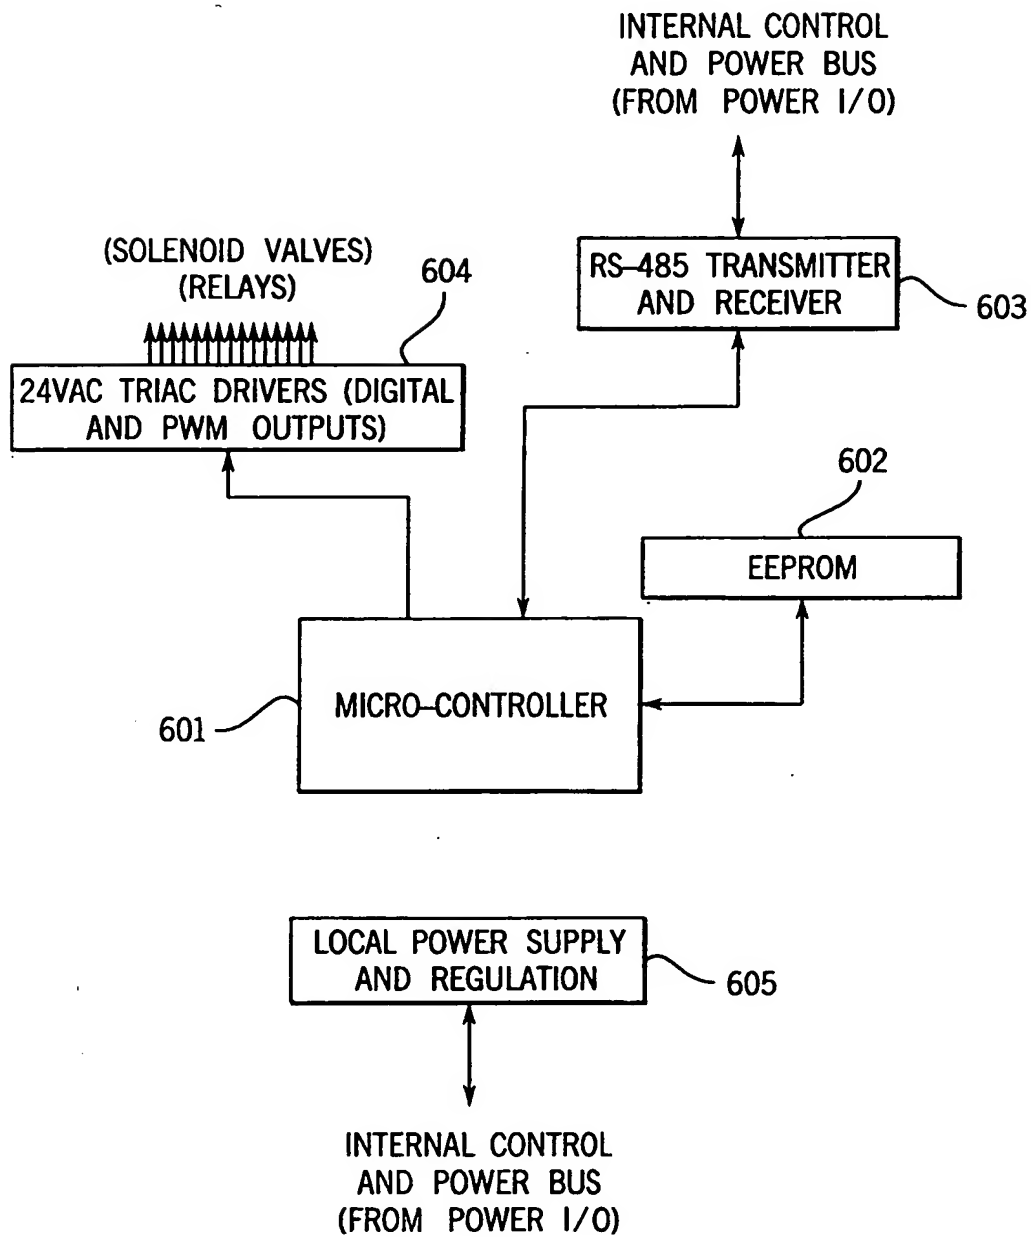 INTERNAL CONTROL
AND POWER BUS
(FROM POWER I/O)
(SOLENOID VALVES)
(RELAYS)
604
RS-485 TRANSMITTER
AND RECEIVER
603
24VAC TRIAC DRIVERS (DIGITAL
AND PWM OUTPUTS)
602
EEPROM
MICRO-CONTROLLER
601
LOCAL POWER SUPPLY
AND REGULATION
605
INTERNAL CONTROL
AND POWER BUS
(FROM POWER I/O)